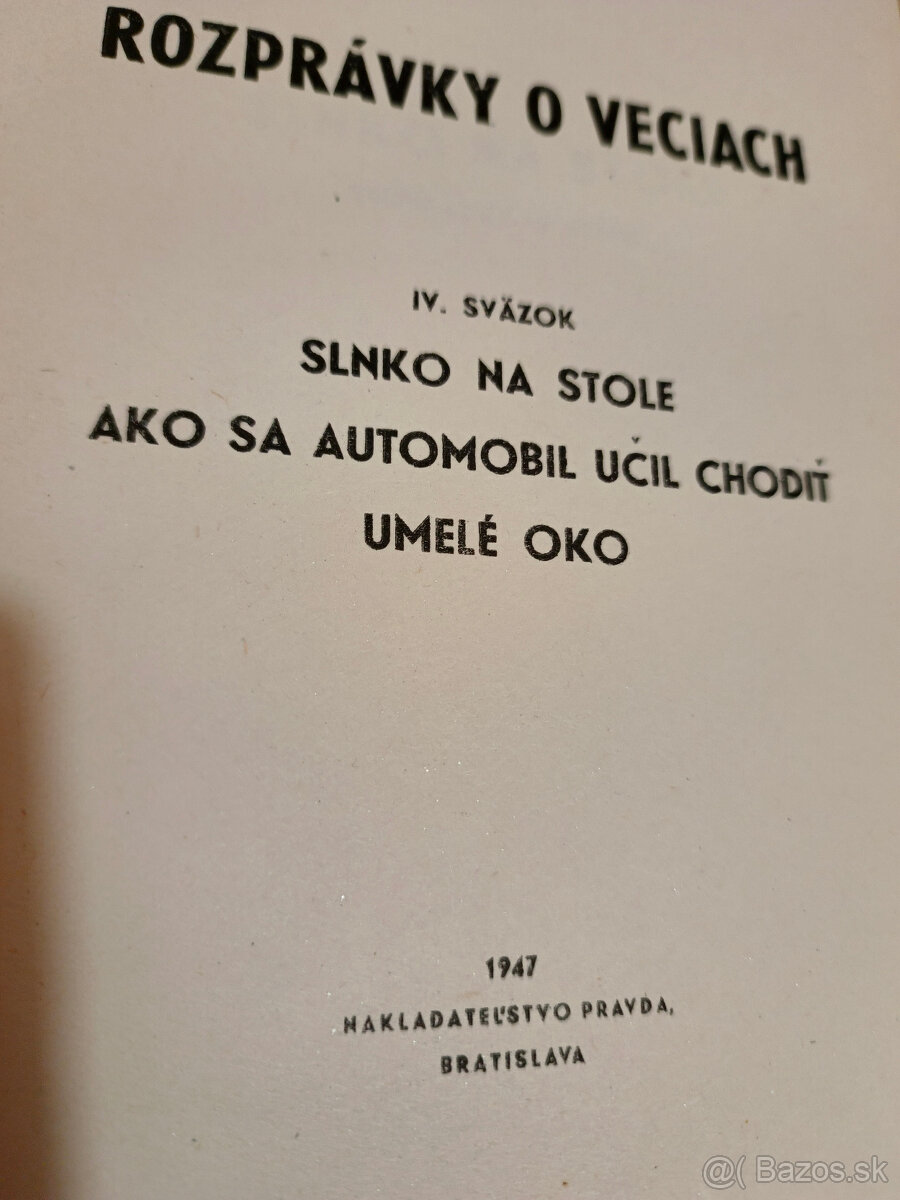 ROZPRÁVKY O VECIACH
IV. SVÄZOK
SLNKO NA STOLE
AKO SA AUTOMOBIL UČIL CHODIŤ
UMELÉ OKO
1947
NAKLADATEĽSTVO PRAVDA,
BRATISLAVA
@( Bazos.sk